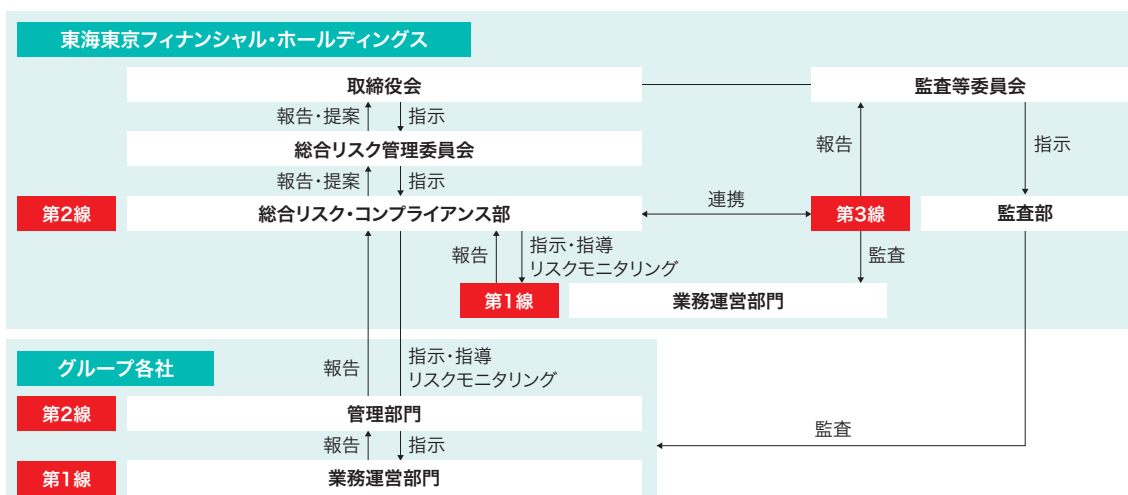 東海東京フィナンシャル・ホールディングス
取締役会
監査等委員会
報告・提案
指示
総合リスク管理委員会
報告
指示
報告・提案
指示
第2線
総合リスク・コンプライアンス部
連携
第3線
監査部
報告
指示・指導
リスクモニタリング
監査
第1線
業務運営部門
グループ各社
報告
指示・指導
リスクモニタリング
第2線
管理部門
監査
報告
指示
第1線
業務運営部門